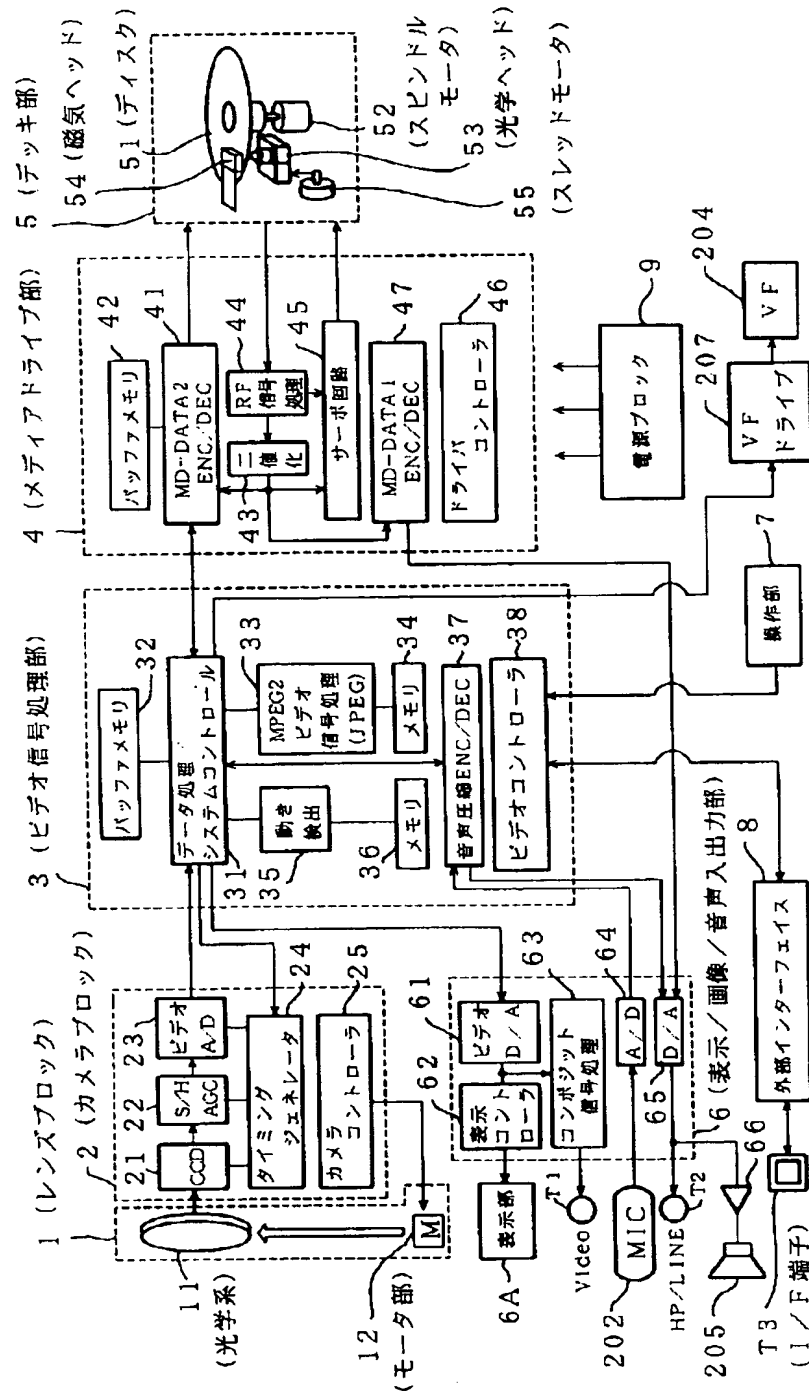 1 (レンズブロック)
2 (カメラブロック)
3 (ビデオ信号処理部)
4 (メディアドライブ部)
5 (デッキ部)
54 (磁気ヘッド)
51 (ディスク)
52
(スピンドル
モータ)
53
(光学ヘッド)
55
(スレッドモータ)
11
(光学系)
12
(モータ部)
M
21
CCD
22
S/H
AGC
23
ビデオ
A/D
24
タイミング
ジェネレータ
25
カメラ
コントローラ
バッファメモリ
32
データ処理
システムコントロール
31
MPEG2
ビデオ
信号処理
(JPEG)
33
メモリ
34
動き
検出
35
メモリ
36
音声圧縮ENC/DEC
37
ビデオコントローラ
38
バッファメモリ
42
MD-DATA2
ENC/DEC
41
RF
信号
処理
44
二値化
43
サーボ回路
45
MD-DATA1
ENC/DEC
47
ドライバ
コントローラ
46
電源ブロック
9
VF
ドライブ
207
VF
204
操作部
7
61
ビデオ
D/A
62
表示
コントローラ
63
コンポジット
信号処理
64
A/D
65
D/A
6 (表示/画像/音声入出力部)
表示部
6A
T1
Video
MIC
202
T2
HP/LINE
66
205
外部インターフェイス
8
T3
(I/F端子)